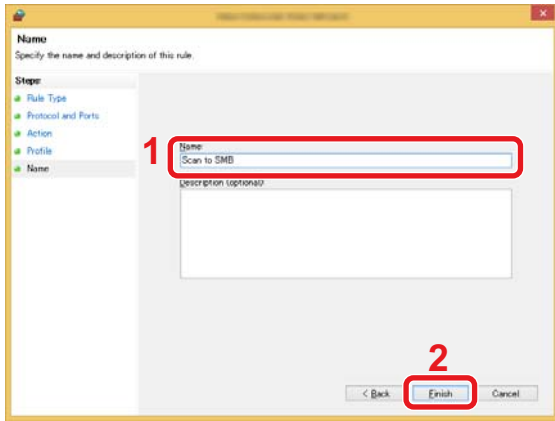 Name
Specify the name and description of this rule.
Steps:
Rule Type
Protocol and Ports
Action
Profile
Name
1
Name:
Scan to SMB
Description (optional):
2
< Back
Finish
Cancel